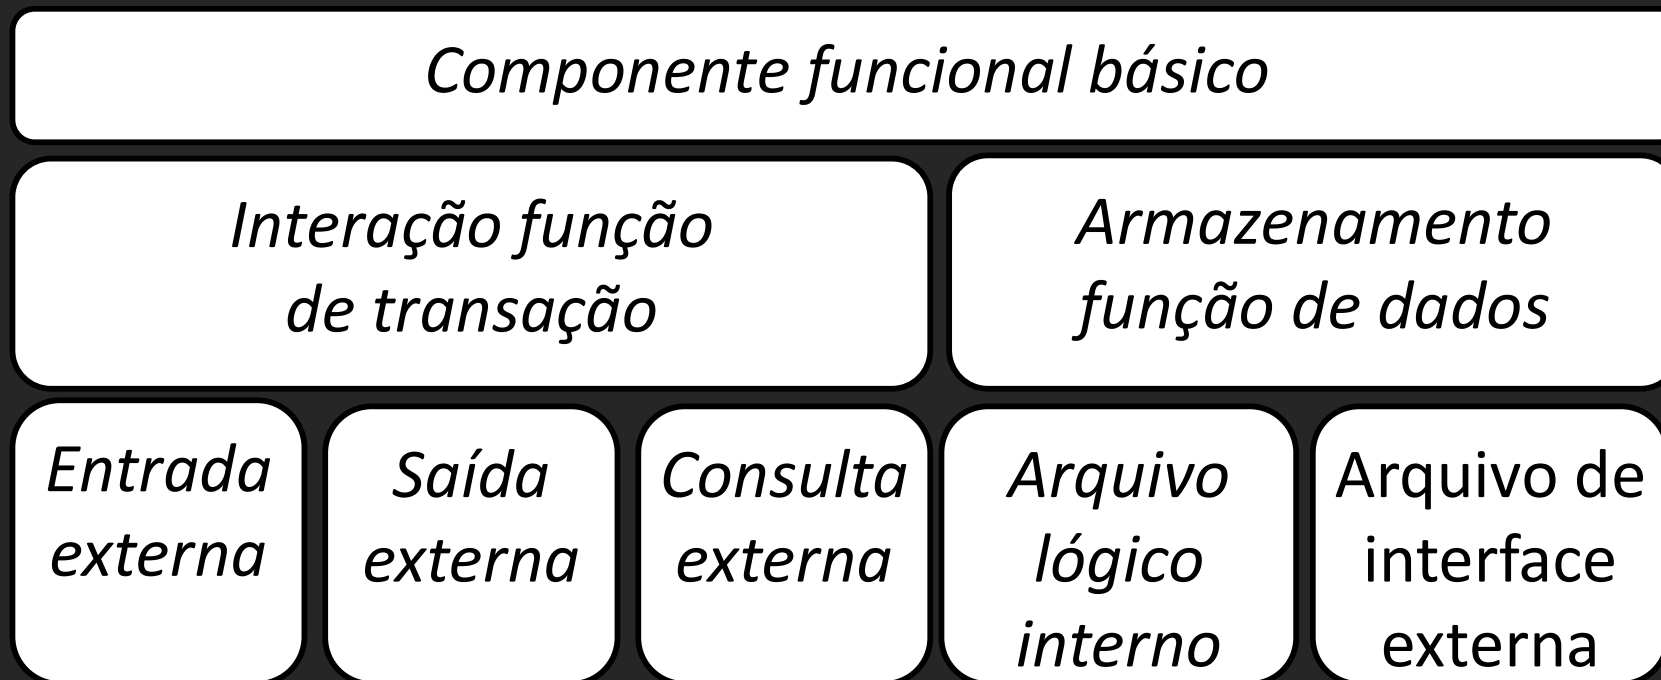 Componente funcional básico
Interação função
de transação
Armazenamento
função de dados
Entrada
externa
Saída
externa
Consulta
externa
Arquivo
lógico
interno
Arquivo de
interface
externa